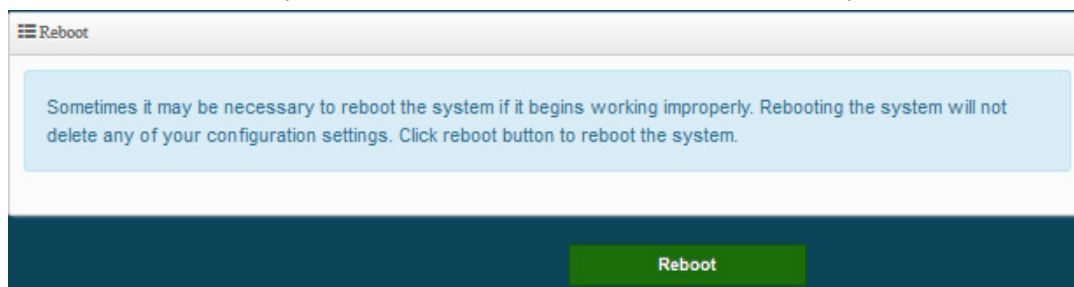 Reboot
Sometimes it may be necessary to reboot the system if it begins working improperly. Rebooting the system will not
delete any of your configuration settings. Click reboot button to reboot the system.
Reboot